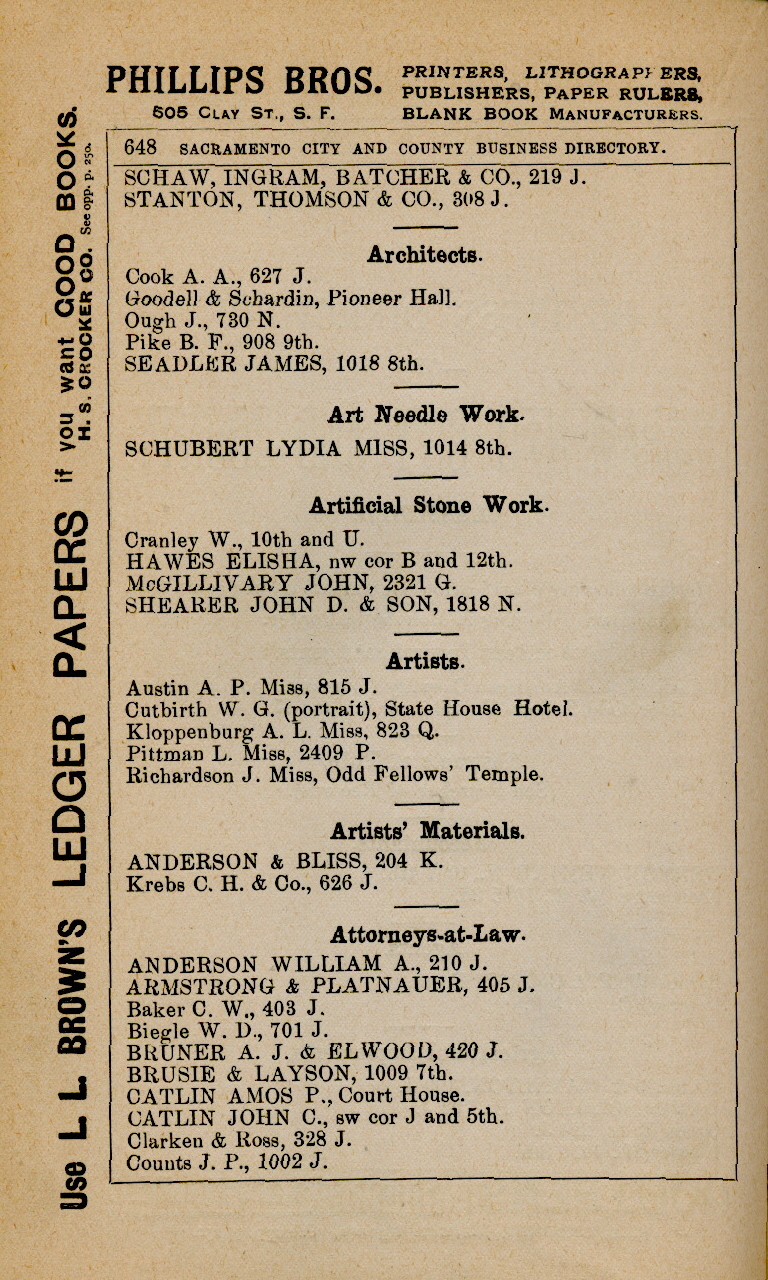 PHILLIPS BROS.
505 CLAY ST., S. F.
PRINTERS, LITHOGRAPHERS,
PUBLISHERS, PAPER RULERS,
BLANK BOOK MANUFACTURERS.
Use L L BROWN'S LEDGER PAPERS if you want GOOD BOOKS.
H. S. CROCKER CO. See opp. p. 250.
648 SACRAMENTO CITY AND COUNTY BUSINESS DIRECTORY.
SCHAW, INGRAM, BATCHER & CO., 219 J.
STANTON, THOMSON & CO., 308 J.
Architects.
Cook A. A., 627 J.
Goodell & Schardin, Pioneer Hall.
Ough J., 730 N.
Pike B. F., 908 9th.
SEADLER JAMES, 1018 8th.
Art Needle Work.
SCHUBERT LYDIA MISS, 1014 8th.
Artificial Stone Work.
Cranley W., 10th and U.
HAWES ELISHA, nw cor B and 12th.
McGILLIVARY JOHN, 2321 G.
SHEARER JOHN D. & SON, 1818 N.
Artists.
Austin A. P. Miss, 815 J.
Cutbirth W. G. (portrait), State House Hotel.
Kloppenburg A. L. Miss, 823 Q.
Pittman L. Miss, 2409 P.
Richardson J. Miss, Odd Fellows' Temple.
Artists' Materials.
ANDERSON & BLISS, 204 K.
Krebs C. H. & Co., 626 J.
Attorneys-at-Law.
ANDERSON WILLIAM A., 210 J.
ARMSTRONG & PLATNAUER, 405 J.
Baker C. W., 403 J.
Biegle W. D., 701 J.
BRUNER A. J. & ELWOOD, 420 J.
BRUSIE & LAYSON, 1009 7th.
CATLIN AMOS P., Court House.
CATLIN JOHN C., sw cor J and 5th.
Clarken & Ross, 328 J.
Counts J. P., 1002 J.